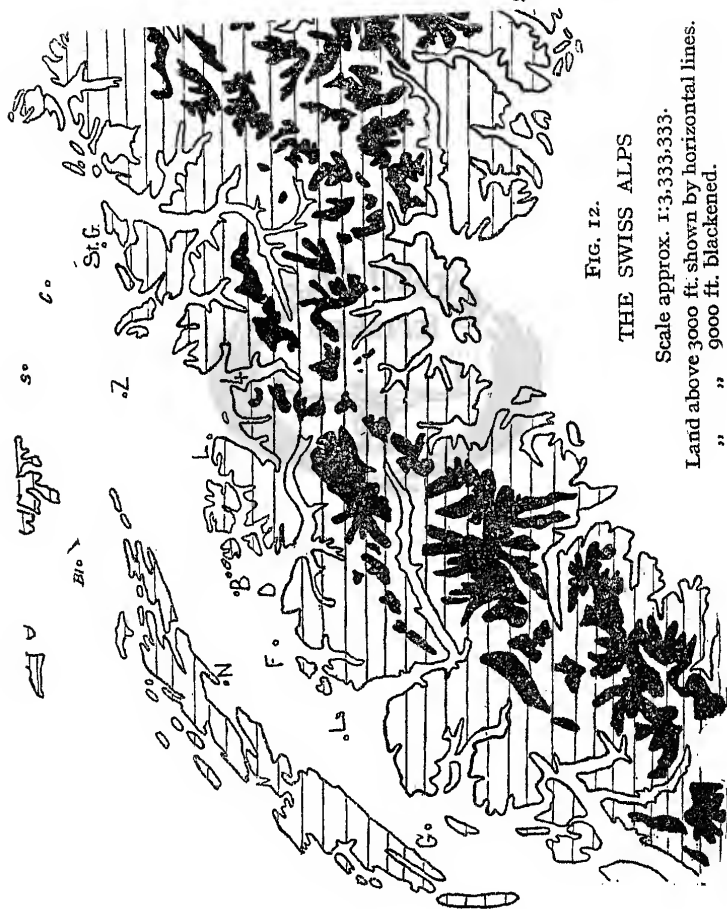 S.
C.
Z.
St.G.
L.
B.
N.
F.
G.
FIG. 12.
THE SWISS ALPS
Scale approx. 1:3,333,333.
Land above 3000 ft. shown by horizontal lines.
„ „ 9000 ft. blackened.